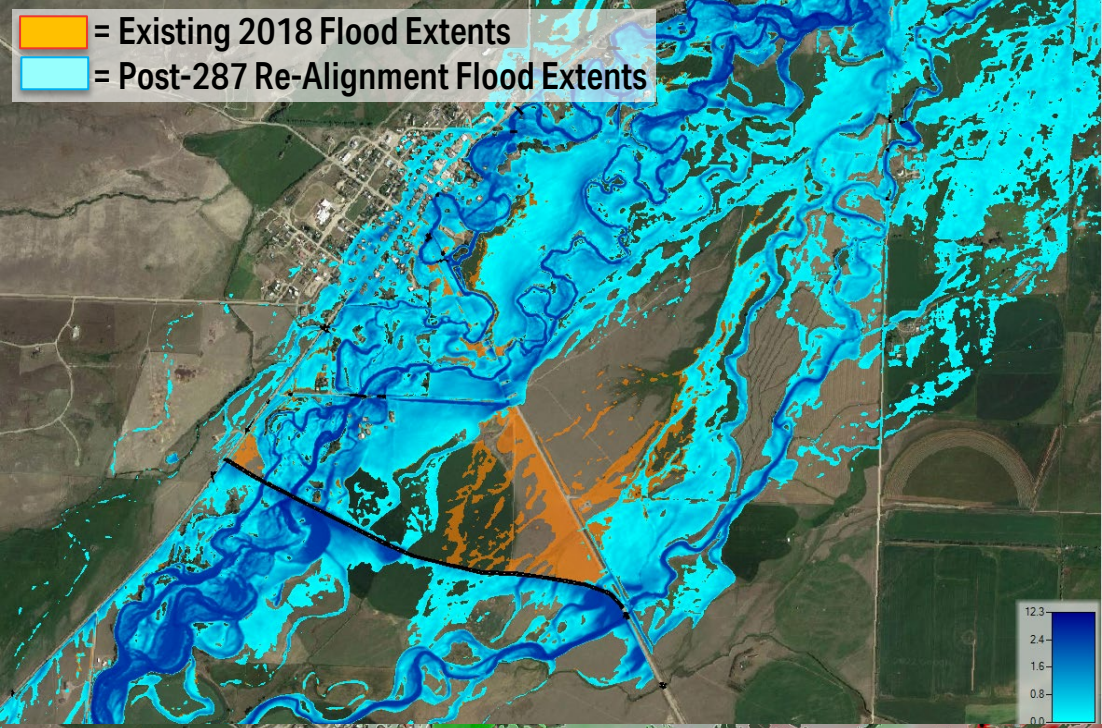 = Existing 2018 Flood Extents
= Post-287 Re-Alignment Flood Extents
12.3
2.4
1.6
0.8
0.0